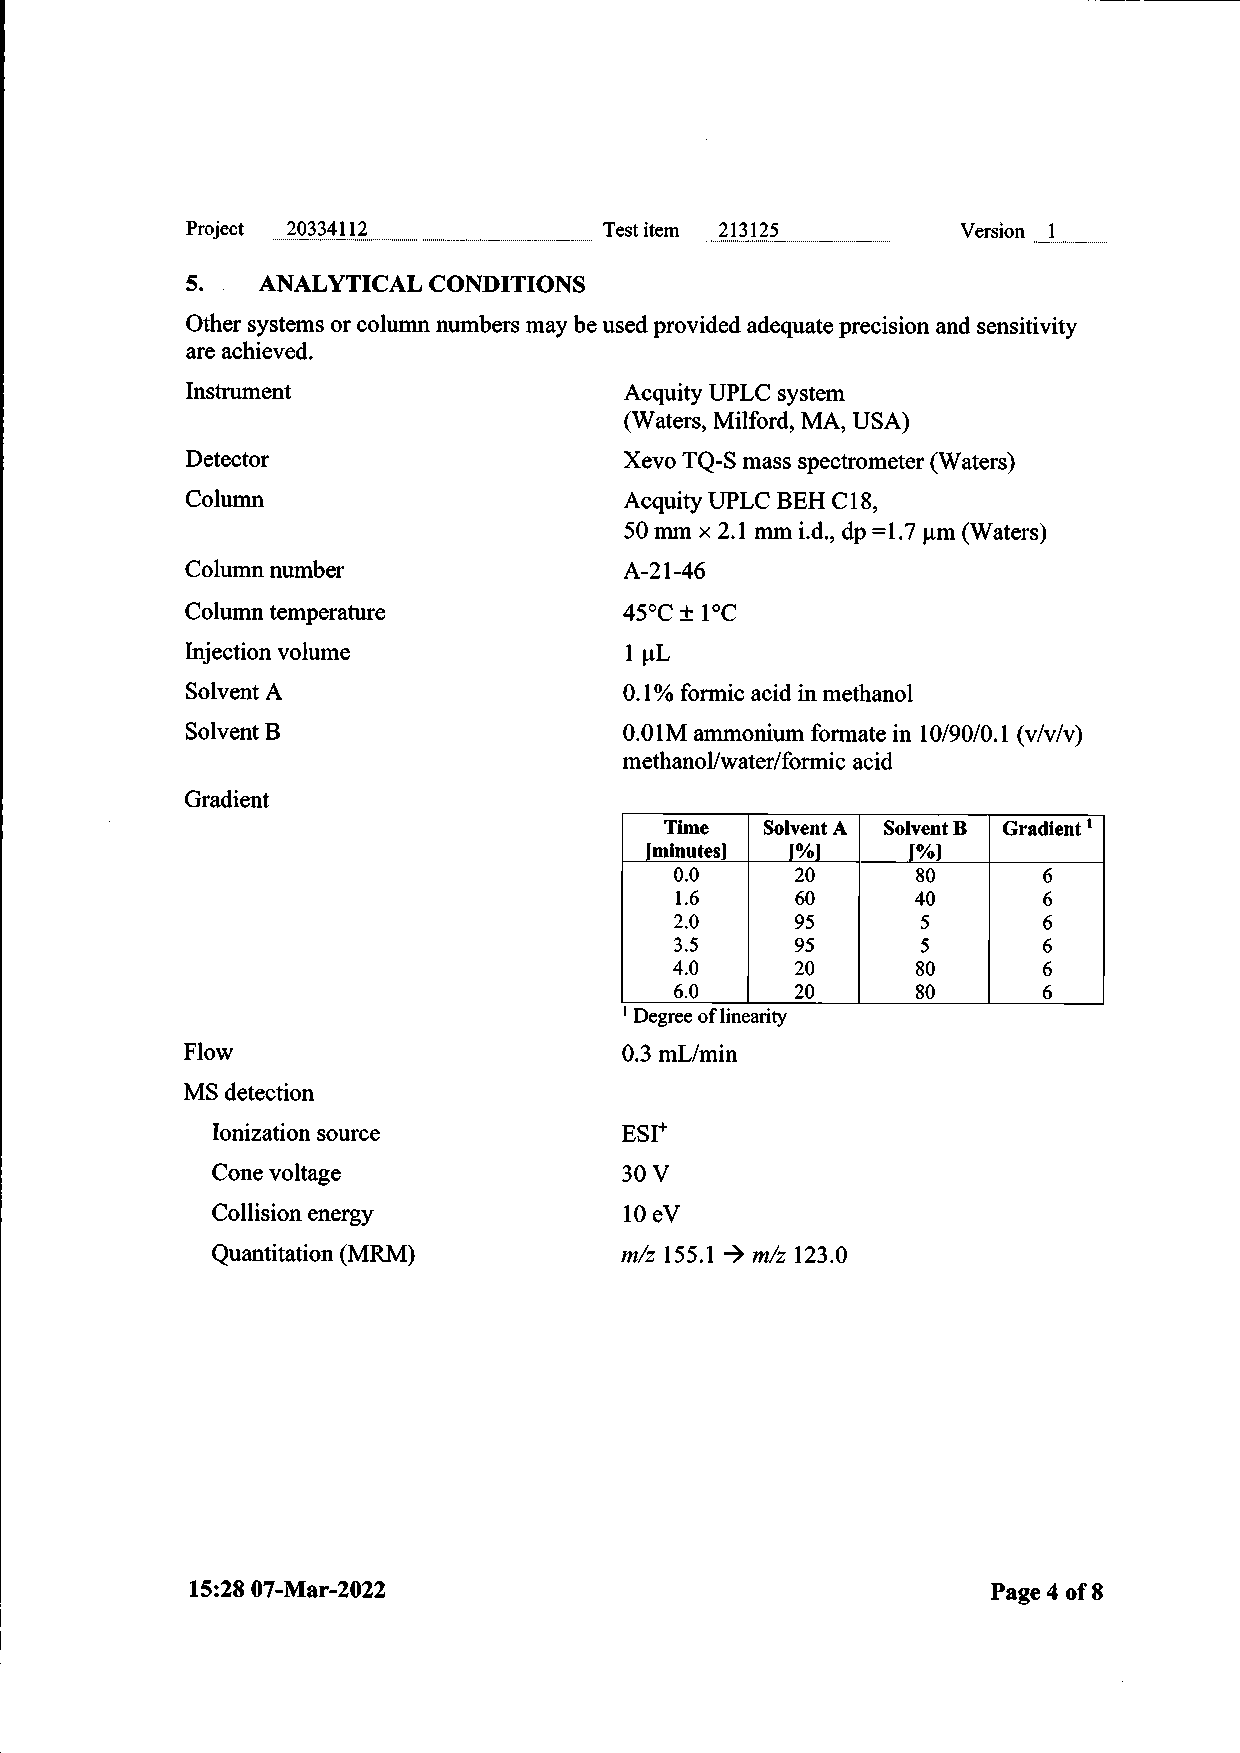 Project 20334112 Test item 213125 Version 1
5. ANALYTICAL CONDITIONS
Other systems or column numbers may be used provided adequate precision and sensitivity
are achieved.
Instrument Acquity UPLC system
(Waters, Milford, MA, USA)
Detector Xevo TQ-S mass spectrometer (Waters)
Column Acquity UPLC BEH C18,
50 mm × 2.1 mm i.d., dp =1.7 µm (Waters)
Column number A-21-46
Column temperature 45°C ± 1°C
Injection volume 1 µL
Solvent A 0.1% formic acid in methanol
Solvent B 0.01M ammonium formate in 10/90/0.1 (v/v/v)
methanol/water/formic acid
Gradient
Time Solvent A Solvent B Gradient ¹
[minutes] [%] [%]
0.0 20 80 6
1.6 60 40 6
2.0 95 5 6
3.5 95 5 6
4.0 20 80 6
6.0 20 80 6
¹ Degree of linearity
Flow 0.3 mL/min
MS detection
Ionization source ESI⁺
Cone voltage 30 V
Collision energy 10 eV
Quantitation (MRM) m/z 155.1 → m/z 123.0
15:28 07-Mar-2022 Page 4 of 8